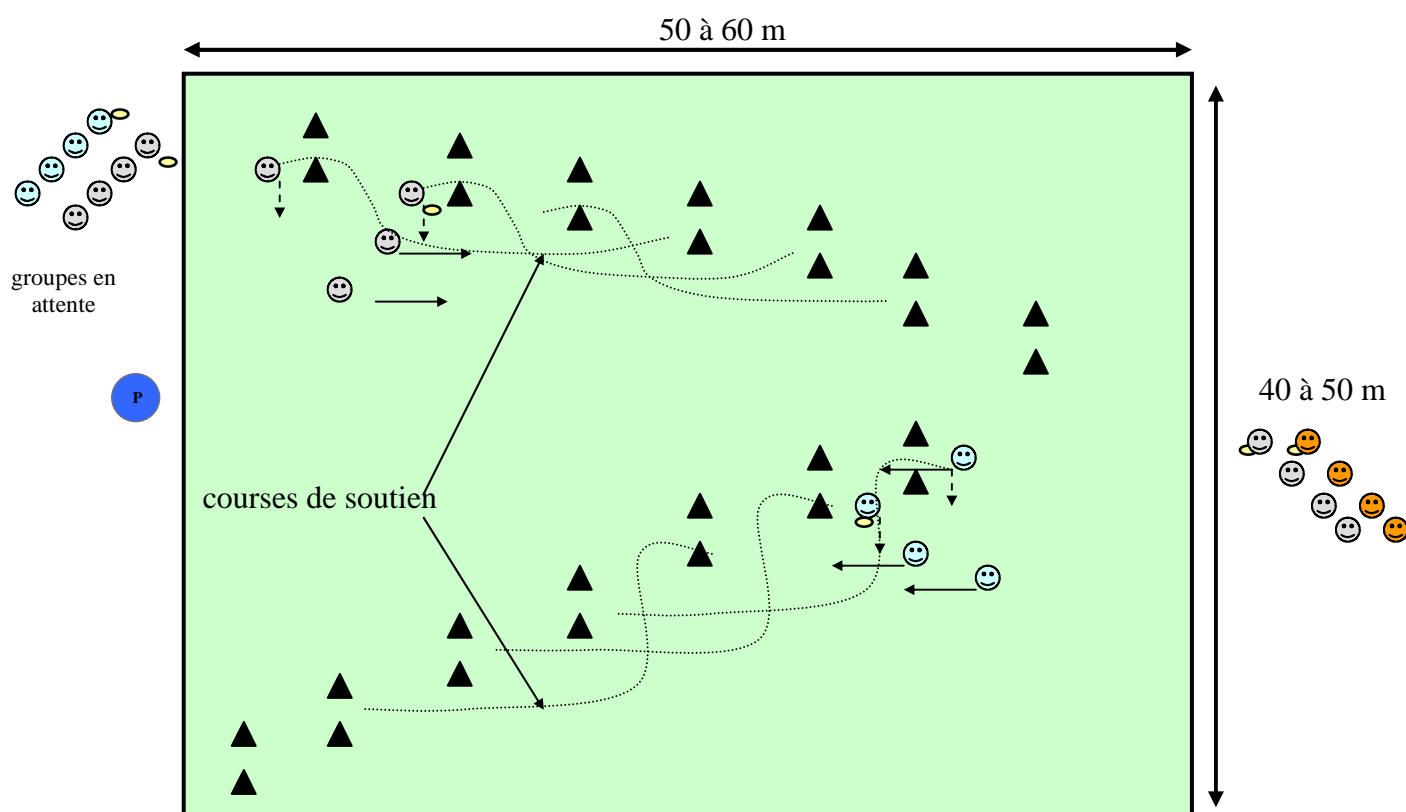 50 à 60 m
groupes en
attente
P
40 à 50 m
courses de soutien